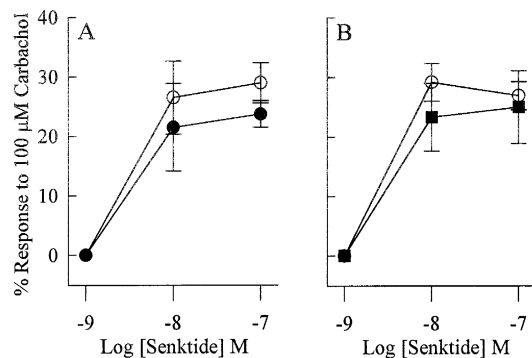 A
B
% Response to 100 µM Carbachol
40
30
20
10
0
-9
-8
-7
-9
-8
-7
Log [Senktide] M
Log [Senktide] M